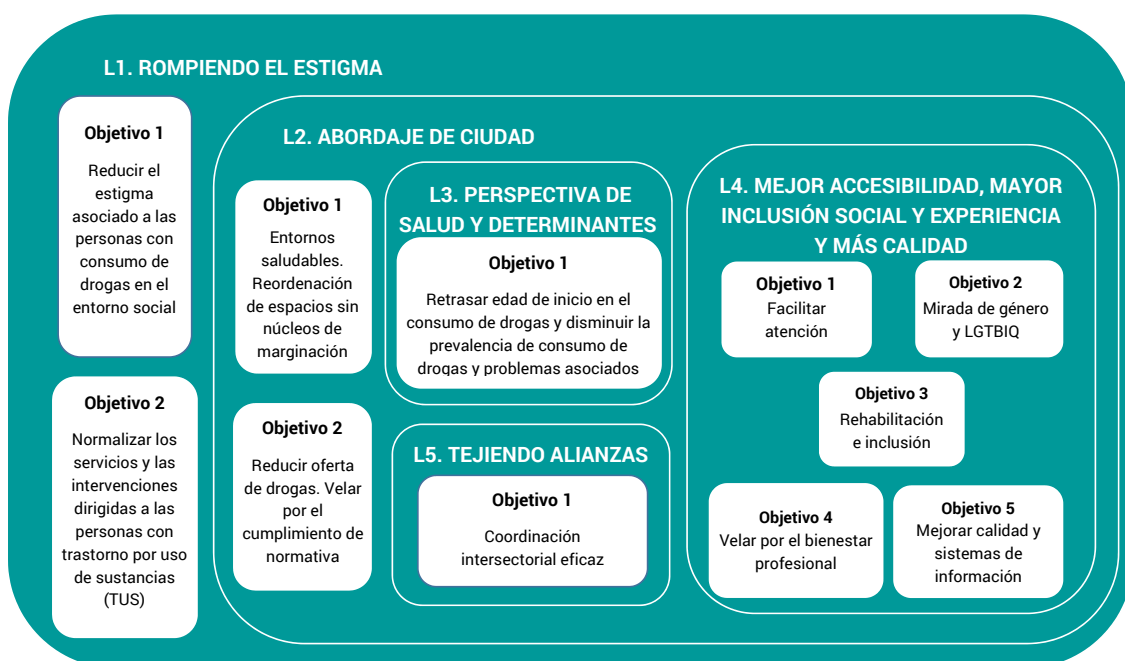 L1. ROMPIENDO EL ESTIGMA
Objetivo 1
Reducir el
estigma
asociado a las
personas con
consumo de
drogas en el
entorno social
Objetivo 2
Normalizar los
servicios y las
intervenciones
dirigidas a las
personas con
trastorno por uso
de sustancias
(TUS)
L2. ABORDAJE DE CIUDAD
Objetivo 1
Entornos
saludables.
Reordenación
de espacios sin
núcleos de
marginación
Objetivo 2
Reducir oferta
de drogas. Velar
por el
cumplimiento de
normativa
L3. PERSPECTIVA DE
SALUD Y DETERMINANTES
Objetivo 1
Retrasar edad de inicio en el
consumo de drogas y disminuir la
prevalencia de consumo de
drogas y problemas asociados
L5. TEJIENDO ALIANZAS
Objetivo 1
Coordinación
intersectorial eficaz
L4. MEJOR ACCESIBILIDAD, MAYOR
INCLUSIÓN SOCIAL Y EXPERIENCIA
Y MÁS CALIDAD
Objetivo 1
Facilitar
atención
Objetivo 2
Mirada de género
y LGTBIQ
Objetivo 3
Rehabilitación
e inclusión
Objetivo 4
Velar por el bienestar
profesional
Objetivo 5
Mejorar calidad y
sistemas de
información